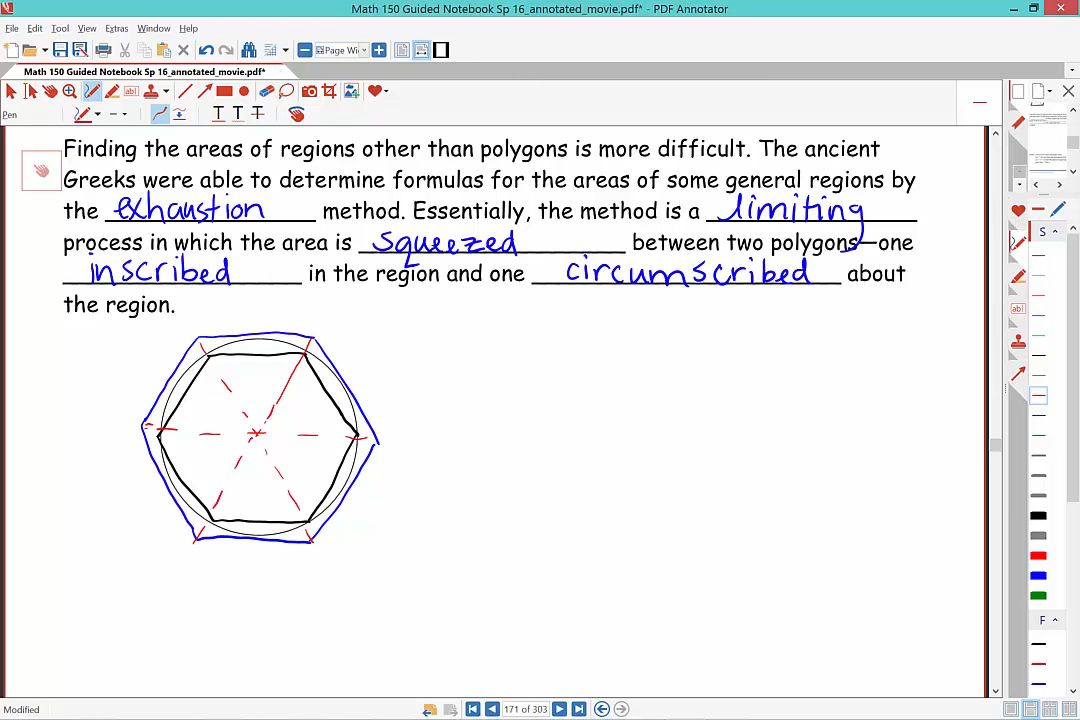 Math 150 Guided Notebook Sp 16_annotated_movie.pdf* - PDF Annotator
File Edit View Tool Extras Window Help
Page Wi
Math 150 Guided Notebook Sp 16_annotated_movie.pdf*
Pen
Finding the areas of regions other than polygons is more difficult. The ancient
Greeks were able to determine formulas for the areas of some general regions by
the exhaustion method. Essentially, the method is a limiting
process in which the area is squeezed between two polygons—one
inscribed in the region and one circumscribed about
the region.
S
F
Modified
171 of 303